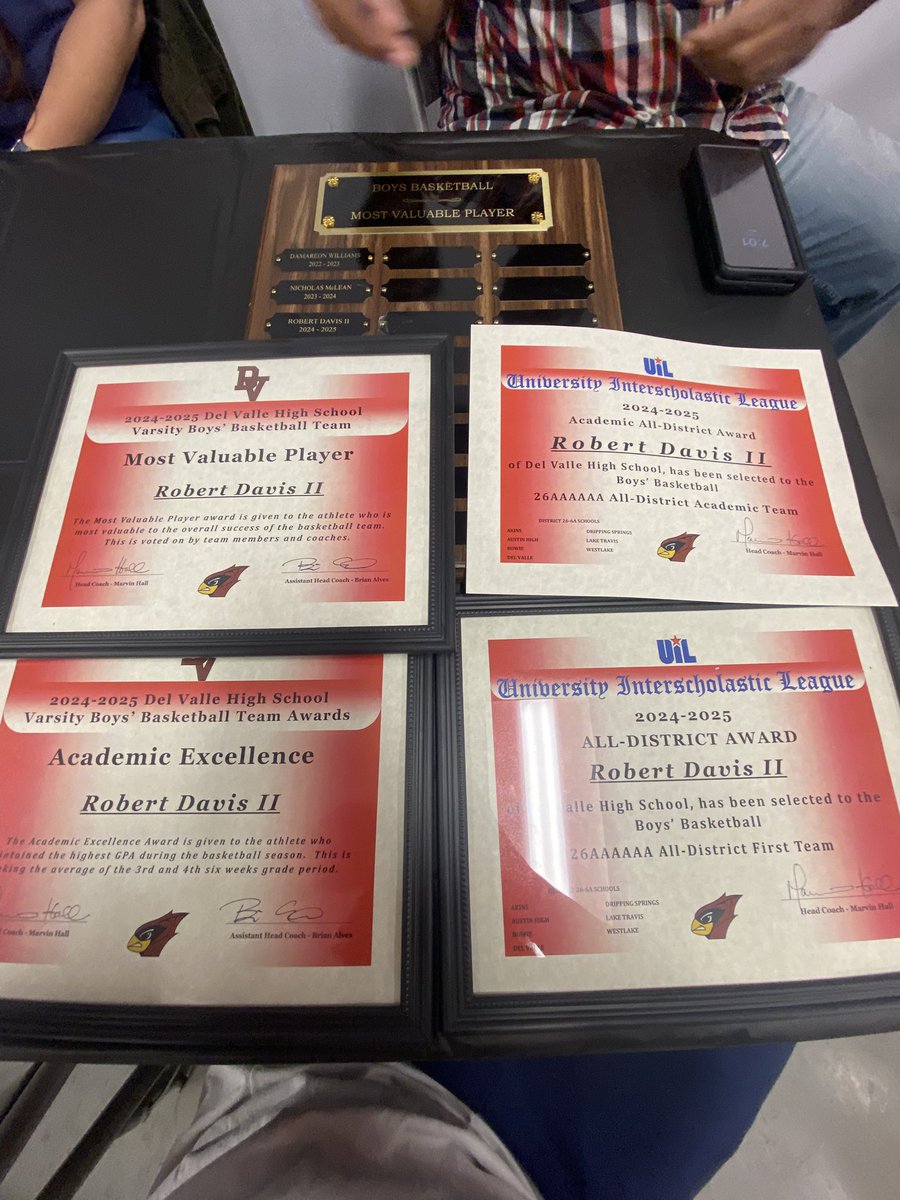 BOYS BASKETBALL
MOST VALUABLE PLAYER
DAMAREON WILLIAMS
2022 - 2023
NICHOLAS McLEAN
2023 - 2024
ROBERT DAVIS II
2024 - 2025
7:01
DV
2024-2025 Del Valle High School
Varsity Boys' Basketball Team
Most Valuable Player
Robert Davis II
The Most Valuable Player award is given to the athlete who is
most valuable to the overall success of the basketball team.
This is voted on by team members and coaches.
Head Coach - Marvin Hall
Assistant Head Coach - Brian Alves
UIL
University Interscholastic League
2024-2025
Academic All-District Award
Robert Davis II
of Del Valle High School, has been selected to the
Boys' Basketball
26AAAAAA All-District Academic Team
DISTRICT 26-6A SCHOOLS
AKINS
AUSTIN HIGH
BOWIE
DEL VALLE
DRIPPING SPRINGS
LAKE TRAVIS
WESTLAKE
Head Coach - Marvin Hall
2024-2025 Del Valle High School
Varsity Boys' Basketball Team Awards
Academic Excellence
Robert Davis II
The Academic Excellence Award is given to the athlete who
intained the highest GPA during the basketball season. This is
king the average of the 3rd and 4th six weeks grade period.
Coach - Marvin Hall
Assistant Head Coach - Brian Alves
UIL
University Interscholastic League
2024-2025
ALL-DISTRICT AWARD
Robert Davis II
of Valle High School, has been selected to the
Boys' Basketball
26AAAAAA All-District First Team
26-6A SCHOOLS
AKINS
AUSTIN HIGH
BOWIE
DEL VALLE
DRIPPING SPRINGS
LAKE TRAVIS
WESTLAKE
Head Coach - Marvin Hall